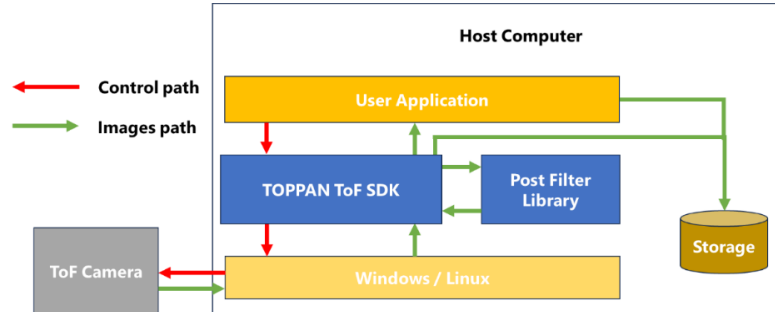 Host Computer
Control path
Images path
User Application
TOPPAN ToF SDK
Post Filter
Library
Storage
ToF Camera
Windows / Linux